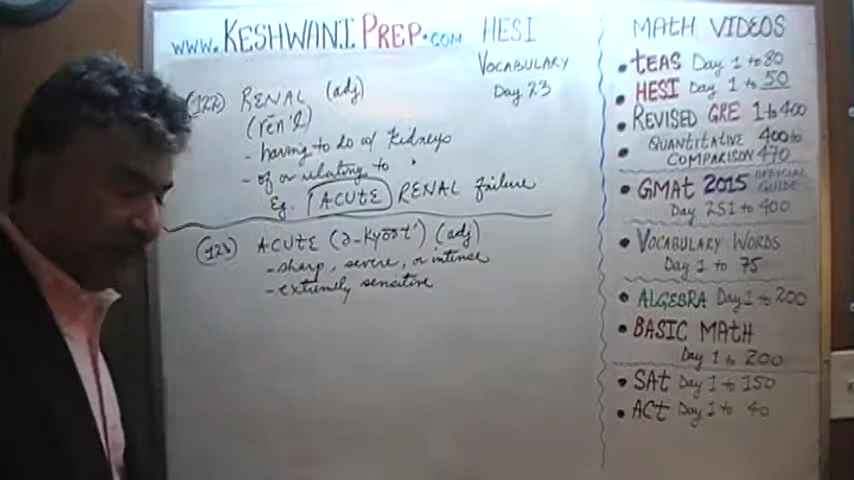 www.KESHWANIPREP.com
HESI
VOCABULARY
Day 23
(122) RENAL (adj)
(rēn'l)
- having to do w/ kidneys
- of or relating to "
Eg. ACUTE RENAL failure
(123) ACUTE (ə-kyōōt') (adj)
- sharp, severe, or intense
- extremely sensitive
MATH VIDEOS
• TEAS Day 1 to 80
• HESI Day 1 to 50
• REVISED GRE 1 to 400
• QUANTITATIVE 400 to
COMPARISON 470
• GMAT 2015 OFFICIAL GUIDE
Day 251 to 400
• VOCABULARY WORDS
Day 1 to 75
• ALGEBRA Day 1 to 200
• BASIC MATH
Day 1 to 200
• SAT Day 1 to 150
• ACT Day 1 to 40